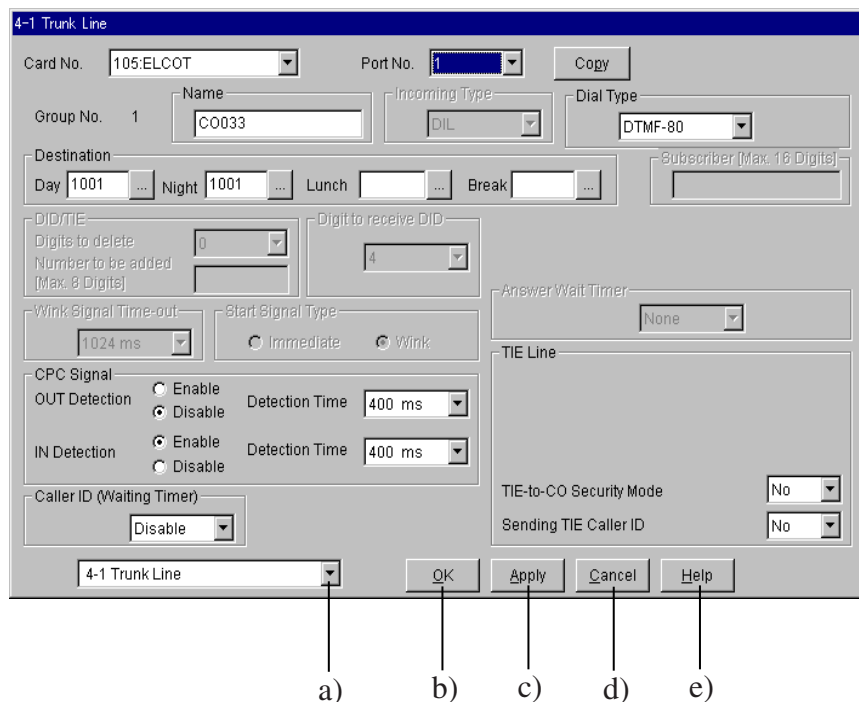 4-1 Trunk Line
Card No. 105:ELCOT Port No. 1 Copy
Group No. 1 Name CO033 Incoming Type DIL Dial Type DTMF-80
Destination
Day 1001 ... Night 1001 ... Lunch ... Break ...
Subscriber [Max. 16 Digits]
DID/TIE
Digits to delete 0
Number to be added
[Max. 8 Digits]
Digit to receive DID
4
Answer Wait Timer
None
Wink Signal Time-out
1024 ms
Start Signal Type
Immediate Wink
CPC Signal
OUT Detection Enable
Disable
Detection Time 400 ms
IN Detection Enable
Disable
Detection Time 400 ms
TIE Line
TIE-to-CO Security Mode No
Sending TIE Caller ID No
Caller ID (Waiting Timer)
Disable
4-1 Trunk Line OK Apply Cancel Help
a) b) c) d) e)